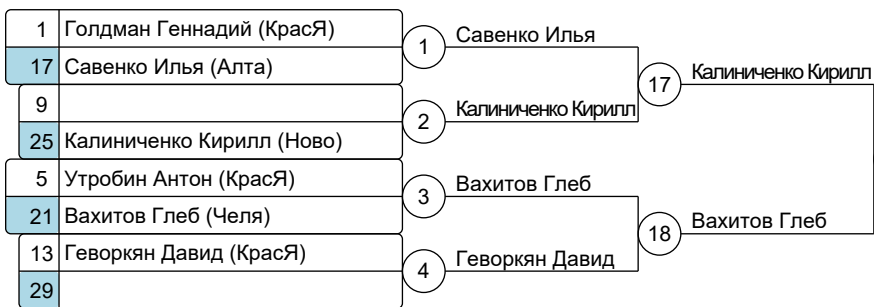 1 Голдман Геннадий (КрасЯ)
17 Савенко Илья (Алта)
1 Савенко Илья
9
25 Калиниченко Кирилл (Ново)
2 Калиниченко Кирилл
17 Калиниченко Кирилл
5 Утробин Антон (КрасЯ)
21 Вахитов Глеб (Челя)
3 Вахитов Глеб
13 Геворкян Давид (КрасЯ)
29
4 Геворкян Давид
18 Вахитов Глеб